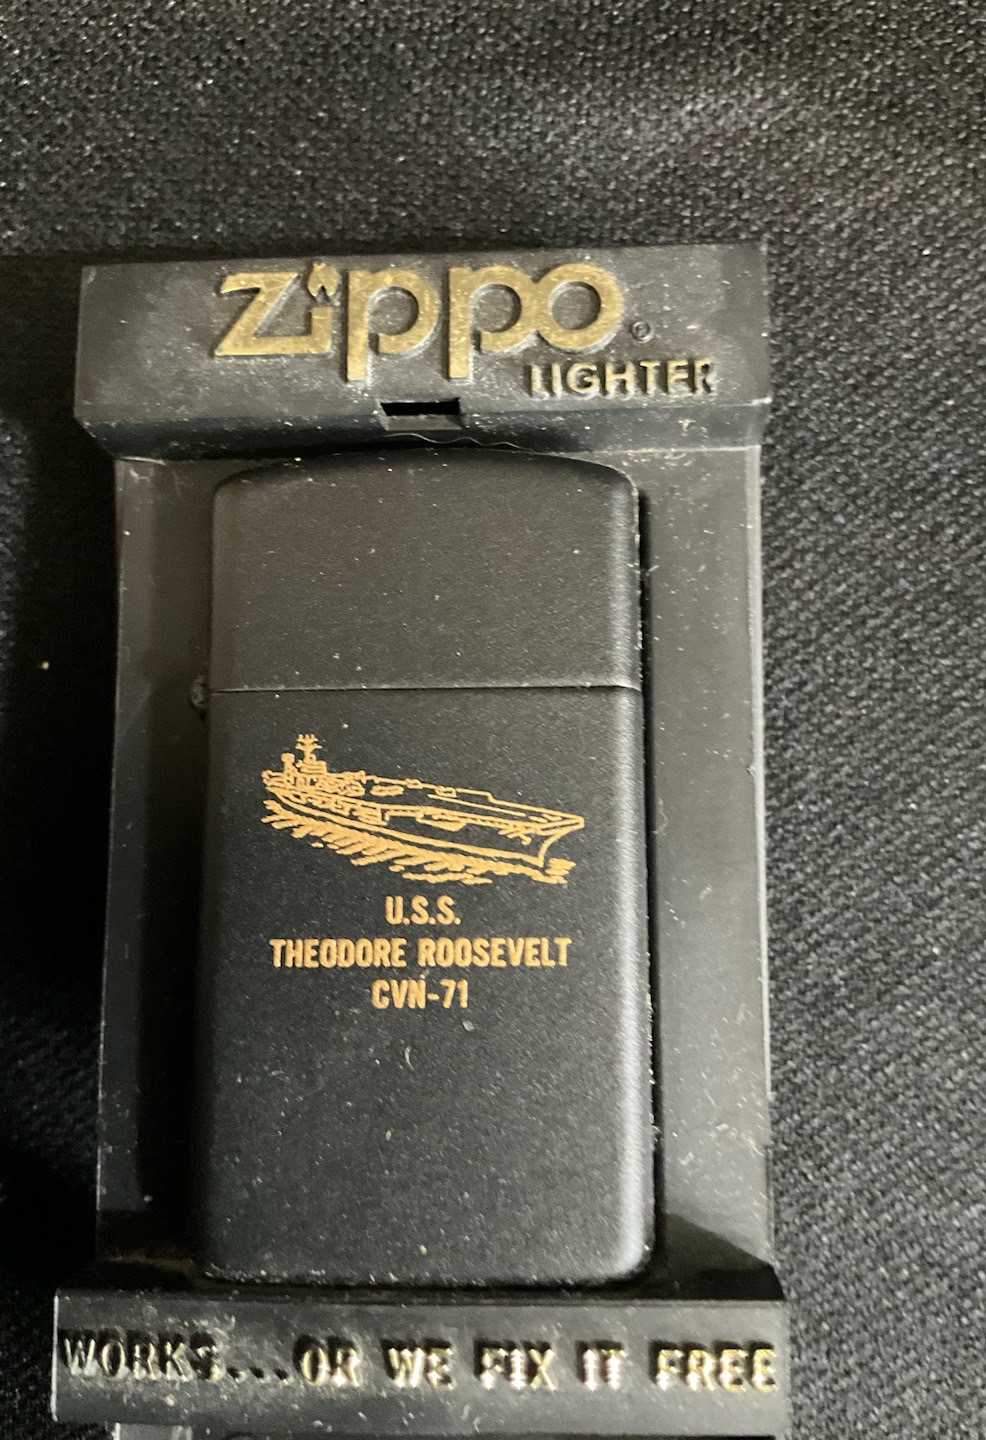 Zippo®
LIGHTER
U.S.S.
THEODORE ROOSEVELT
CVN-71
WORKS...OR WE FIX IT FREE